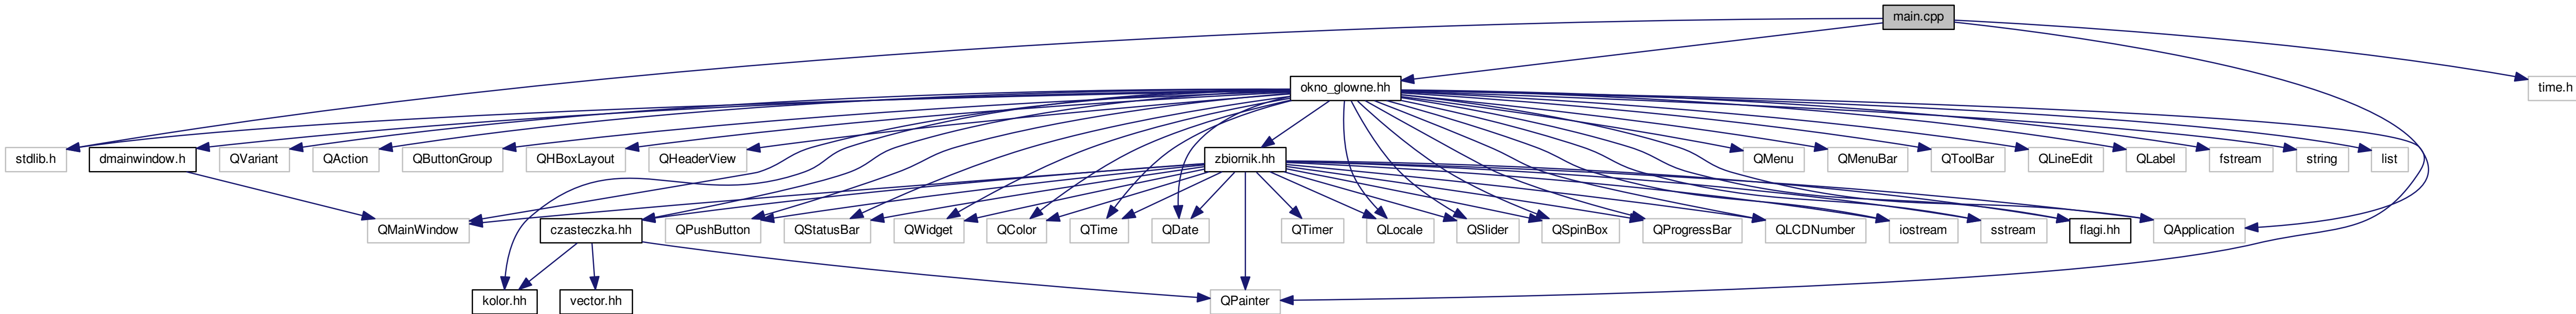 main.cpp
okno_glowne.hh
time.h
stdlib.h
dmainwindow.h
QVariant
QAction
QButtonGroup
QHBoxLayout
QHeaderView
zbiornik.hh
QMenu
QMenuBar
QToolBar
QLineEdit
QLabel
fstream
string
list
QMainWindow
czasteczka.hh
QPushButton
QStatusBar
QWidget
QColor
QTime
QDate
QTimer
QLocale
QSlider
QSpinBox
QProgressBar
QLCDNumber
iostream
sstream
flagi.hh
QApplication
kolor.hh
vector.hh
QPainter